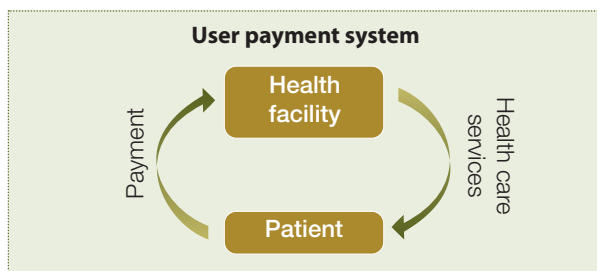 User payment system
Health
facility
Payment
Health care
services
Patient